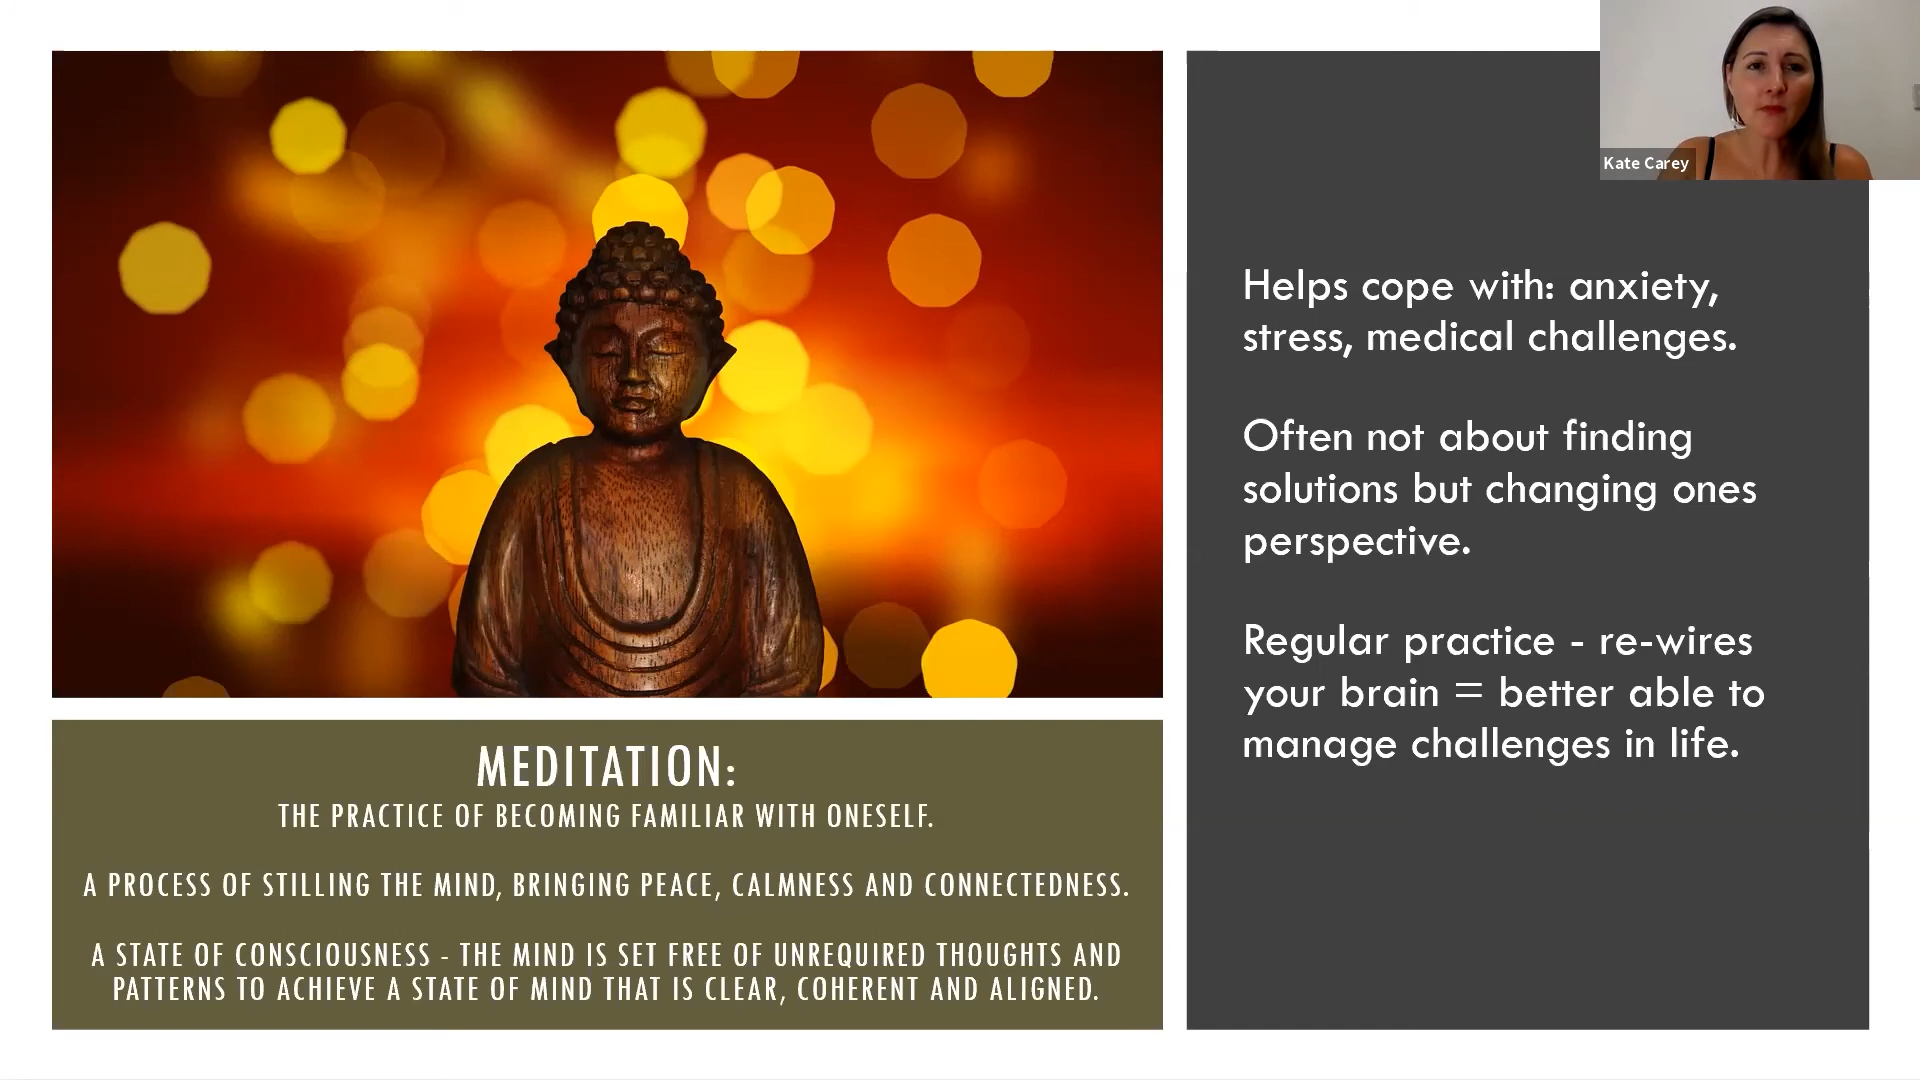 MEDITATION:
THE PRACTICE OF BECOMING FAMILIAR WITH ONESELF.
A PROCESS OF STILLING THE MIND, BRINGING PEACE, CALMNESS AND CONNECTEDNESS.
A STATE OF CONSCIOUSNESS - THE MIND IS SET FREE OF UNREQUIRED THOUGHTS AND
PATTERNS TO ACHIEVE A STATE OF MIND THAT IS CLEAR, COHERENT AND ALIGNED.
Helps cope with: anxiety,
stress, medical challenges.
Often not about finding
solutions but changing ones
perspective.
Regular practice - re-wires
your brain = better able to
manage challenges in life.
Kate Carey